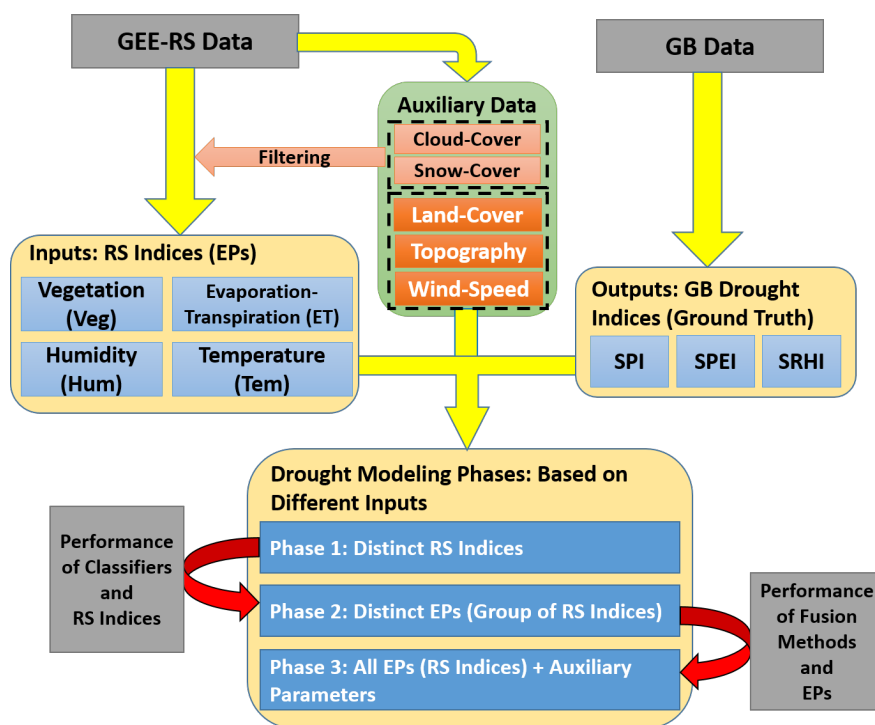 GEE-RS Data
GB Data
Auxiliary Data
Cloud-Cover
Snow-Cover
Filtering
Land-Cover
Topography
Wind-Speed
Inputs: RS Indices (EPs)
Vegetation
(Veg)
Evaporation-
Transpiration (ET)
Humidity
(Hum)
Temperature
(Tem)
Outputs: GB Drought
Indices (Ground Truth)
SPI
SPEI
SRHI
Drought Modeling Phases: Based on
Different Inputs
Phase 1: Distinct RS Indices
Phase 2: Distinct EPs (Group of RS Indices)
Phase 3: All EPs (RS Indices) + Auxiliary
Parameters
Performance
of Classifiers
and
RS Indices
Performance
of Fusion
Methods
and
EPs